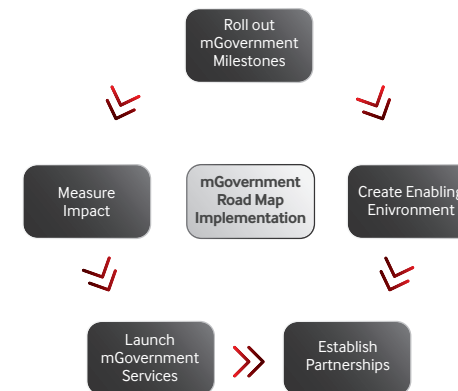 Roll out
mGovernment
Milestones
Measure
Impact
mGovernment
Road Map
Implementation
Create Enabling
Enivronment
Launch
mGovernment
Services
Establish
Partnerships